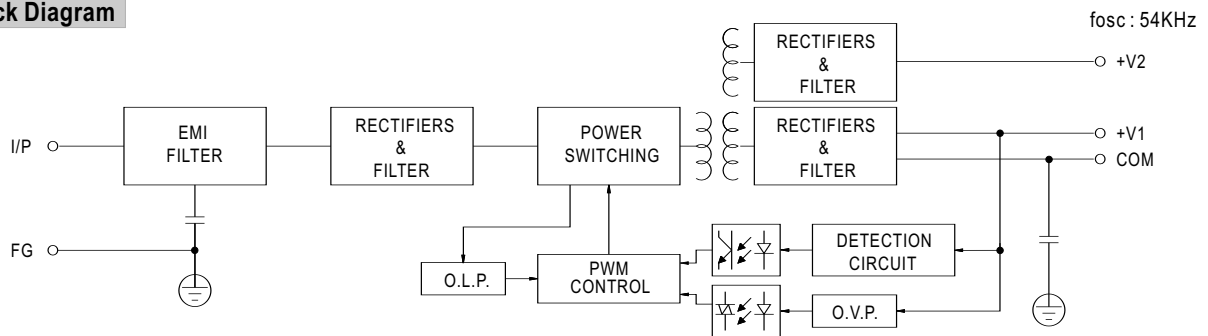 ck Diagram
fosc : 54KHz
RECTIFIERS
&
FILTER
+V2
I/P
EMI
FILTER
RECTIFIERS
&
FILTER
POWER
SWITCHING
RECTIFIERS
&
FILTER
+V1
COM
FG
O.L.P.
PWM
CONTROL
DETECTION
CIRCUIT
O.V.P.